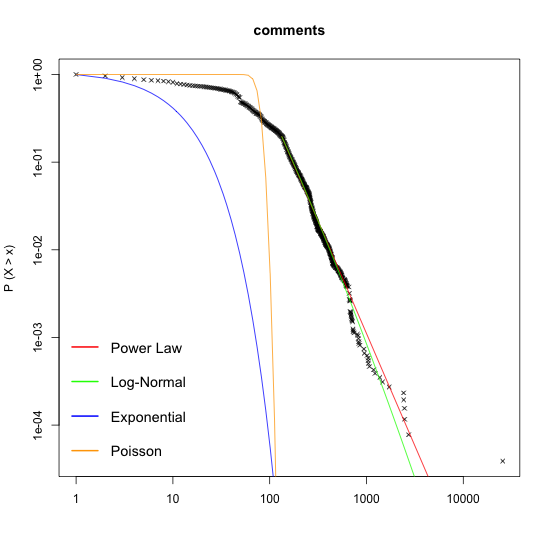 comments
1e+00
1e-01
1e-02
1e-03
1e-04
P (X > x)
Power Law
Log-Normal
Exponential
Poisson
1 10 100 1000 10000